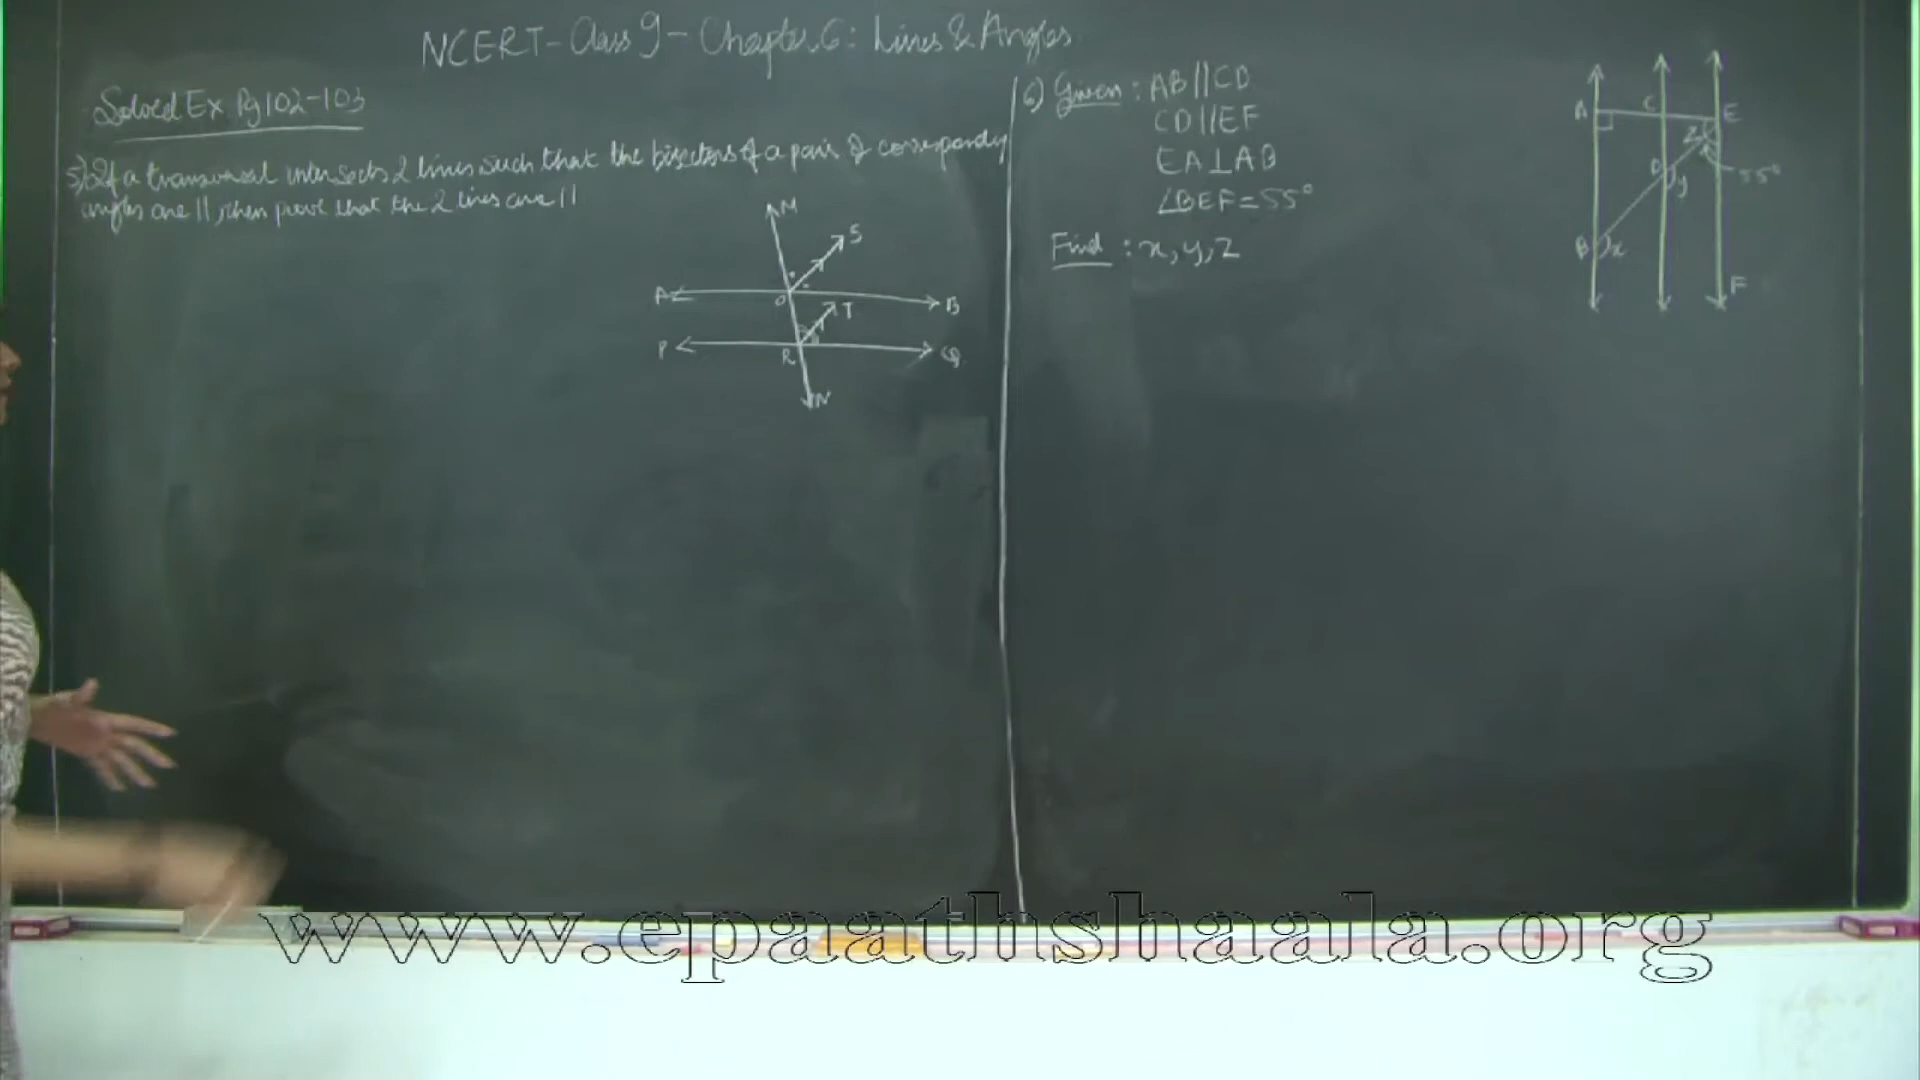 NCERT - Class 9 - Chapter 6: Lines & Angles
Solved Ex Pg 102-103
5) If a transversal intersects 2 lines such that the bisectors of a pair of corresponding
angles are ||, then prove that the 2 lines are ||
M
S
A
O
B
T
P
R
Q
N
6) Given: AB||CD
CD||EF
EA⊥AB
∠BEF=55°
Find: x, y, z
A
C
E
z
D
y
55°
B
x
F
www.epaathshaala.org